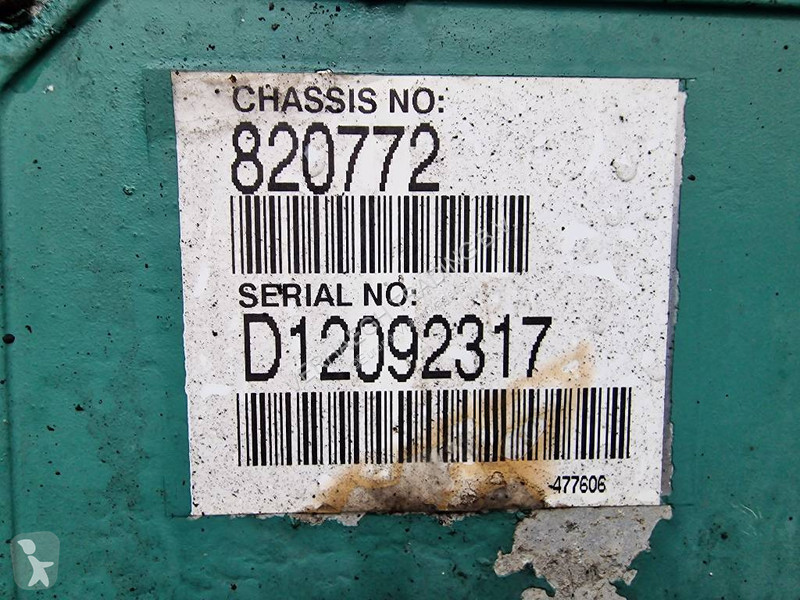 CHASSIS NO:
820772
SERIAL NO:
D12092317
-477606